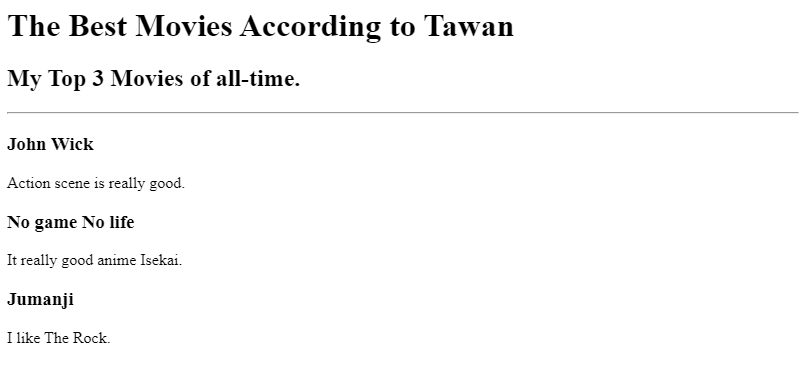 The Best Movies According to Tawan
My Top 3 Movies of all-time.
John Wick
Action scene is really good.
No game No life
It really good anime Isekai.
Jumanji
I like The Rock.